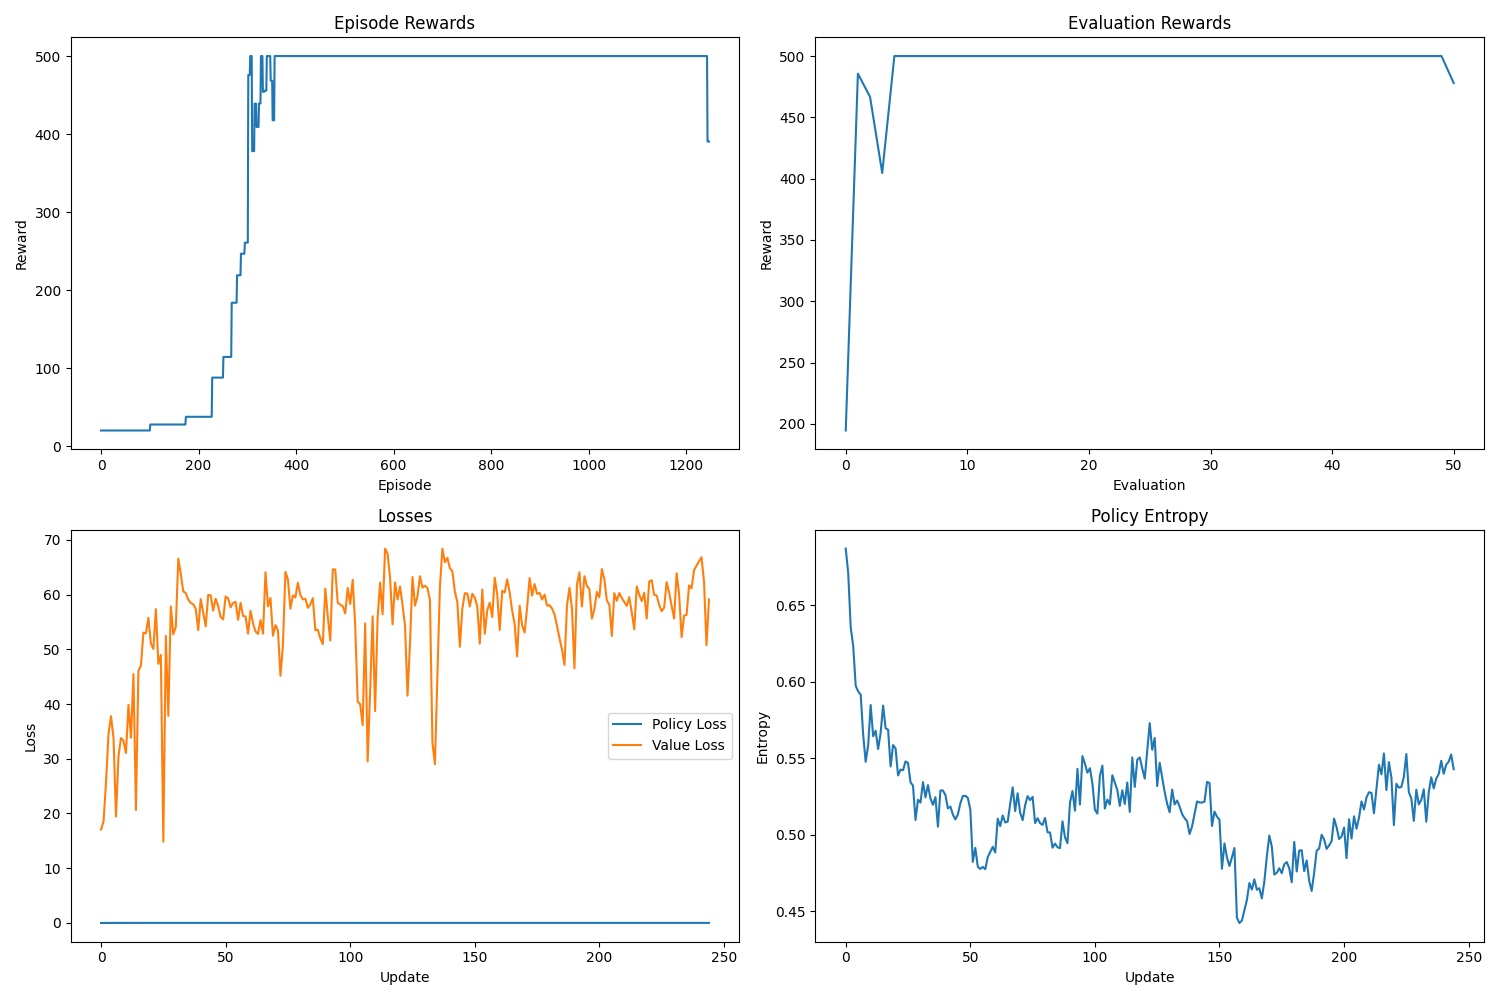 Episode Rewards
Reward
500
400
300
200
100
0
0 200 400 600 800 1000 1200
Episode
Evaluation Rewards
Reward
500
450
400
350
300
250
200
0 10 20 30 40 50
Evaluation
Losses
Loss
70
60
50
40
30
20
10
0
Policy Loss
Value Loss
0 50 100 150 200 250
Update
Policy Entropy
Entropy
0.65
0.60
0.55
0.50
0.45
0 50 100 150 200 250
Update